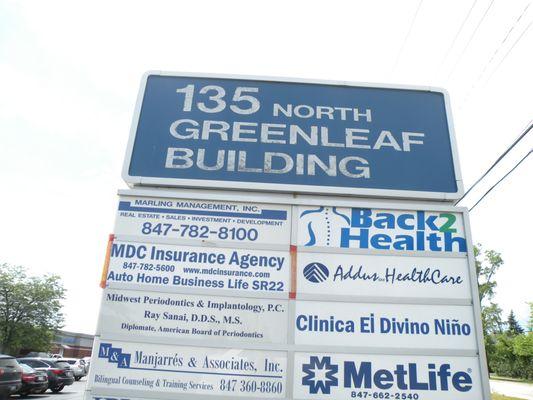 135 NORTH
GREENLEAF
BUILDING
MARLING MANAGEMENT, INC.
REAL ESTATE • SALES • INVESTMENT • DEVELOPMENT
847-782-8100
Back2
Health
MDC Insurance Agency
847-782-5600 www.mdcinsurance.com
Auto Home Business Life SR22
Addus HealthCare
Midwest Periodontics & Implantology, P.C.
Ray Sanai, D.D.S., M.S.
Diplomate, American Board of Periodontics
Clinica El Divino Niño
M&A Manjarrés & Associates, Inc.
Bilingual Counseling & Training Services 847 360-8860
MetLife®
847-662-2540